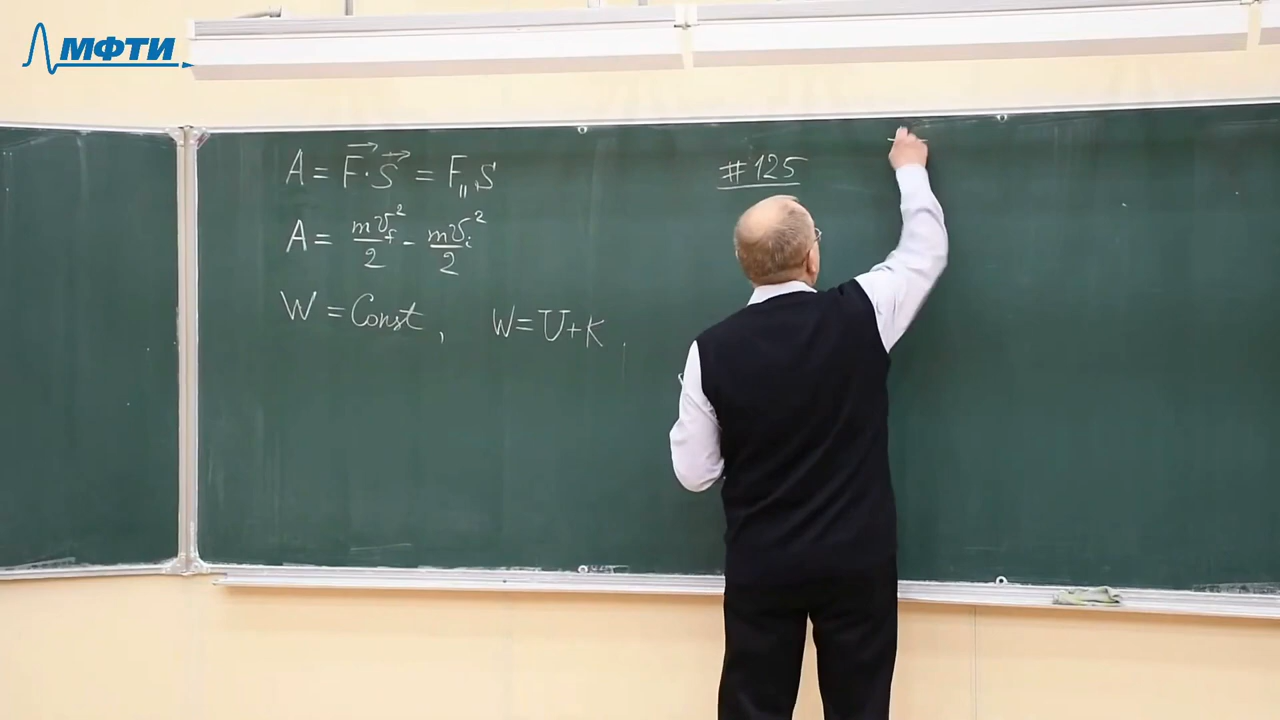 МФТИ
A = F⃗·S⃗ = F∥·S
A = mv_f²/2 - mv_i²/2
W = Const, W = U+K,
#125